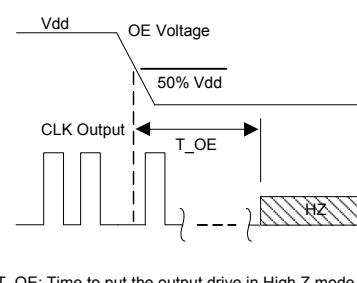 Vdd
OE Voltage
50% Vdd
CLK Output
T_OE
HZ
T_OE: Time to put the output drive in High Z mode